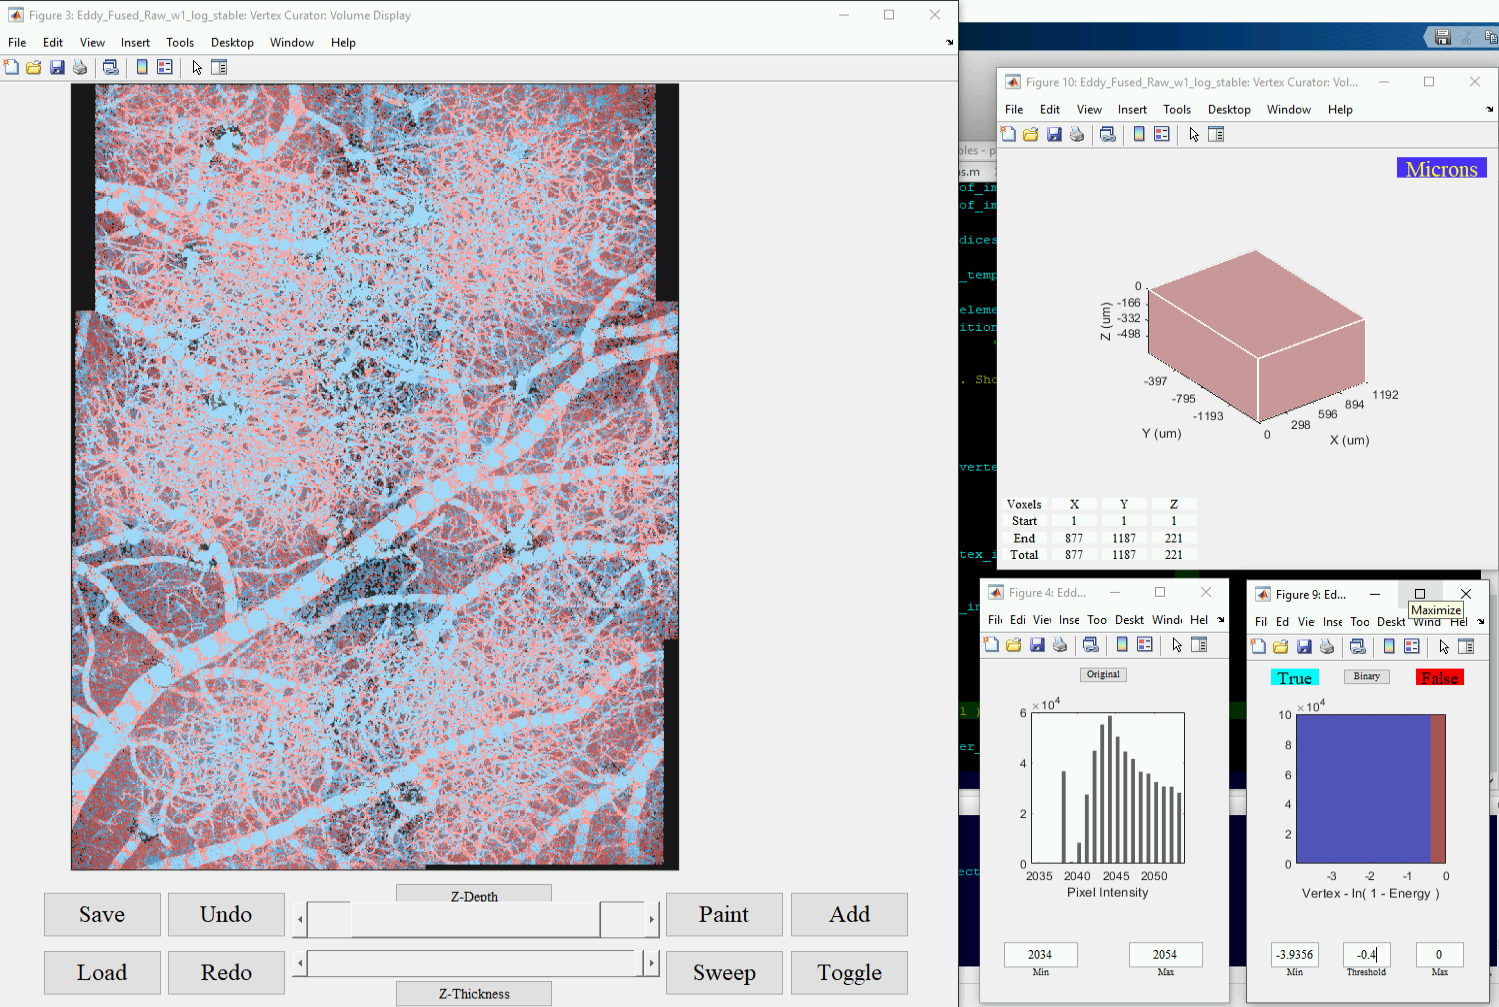 Figure 3: Eddy_Fused_Raw_w1_log_stable: Vertex Curator: Volume Display
File Edit View Insert Tools Desktop Window Help
Save Undo Z-Depth Paint Add
Load Redo Z-Thickness Sweep Toggle
Figure 10: Eddy_Fused_Raw_w1_log_stable: Vertex Curator: Vol...
File Edit View Insert Tools Desktop Window Help
Microns
0
-166
-332
-498
Z (um)
-397
-795
-1193
Y (um)
0
298
596
894
1192
X (um)
Voxels X Y Z
Start 1 1 1
End 877 1187 221
Total 877 1187 221
Figure 4: Edd...
Fil Edi Vie Inse Too Deskt Wind
Original
×10^4
6
4
2
0
2035 2040 2045 2050
Pixel Intensity
2034 2054
Min Max
Figure 9: Ed...
Maximize
Fil Ed Vie Inse Too Deskt Wind Hel
True Binary False
×10^4
10
8
6
4
2
0
-3 -2 -1 0
Vertex - ln( 1 - Energy )
-3.9356 -0.4 0
Min Threshold Max
bles - p
ns.m
of_im
of_im
dices
_temp
eleme
ition
. Sho
verte
tex_i
_in
er_
ect